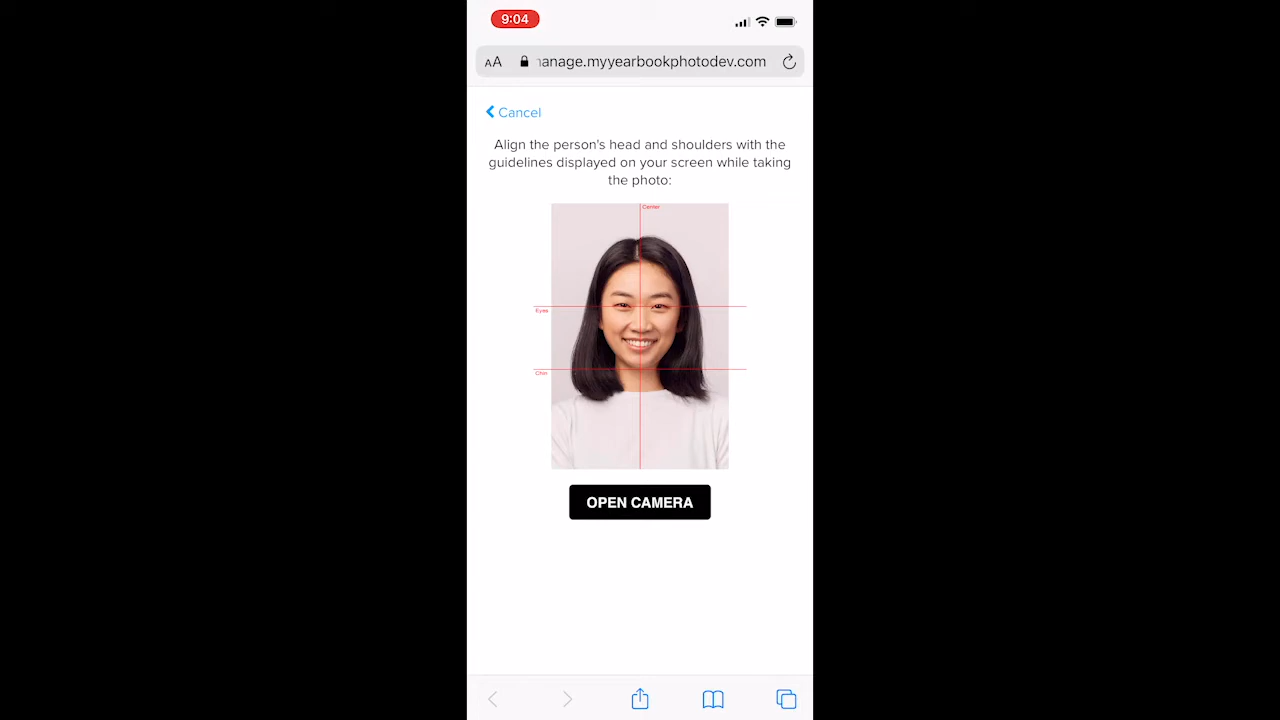 9:04
AA
anage.myyearbookphotodev.com
Cancel
Align the person's head and shoulders with the
guidelines displayed on your screen while taking
the photo:
Center
Eyes
Chin
OPEN CAMERA